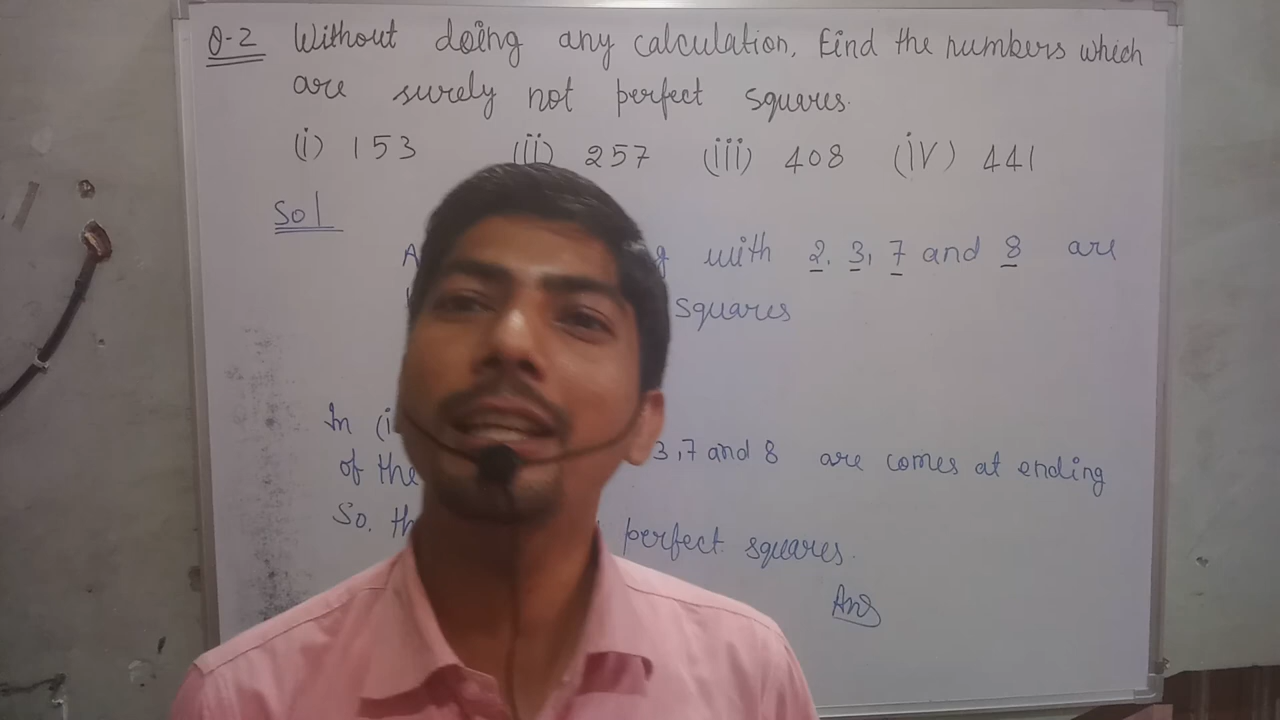 Q-2 Without doing any calculation, Find the numbers which
are surely not perfect squares.
(i) 153 (ii) 257 (iii) 408 (iv) 441
Sol
with 2, 3, 7 and 8 are
squares
In
of the 3,7 and 8 are comes at ending
So, perfect squares.
Ans